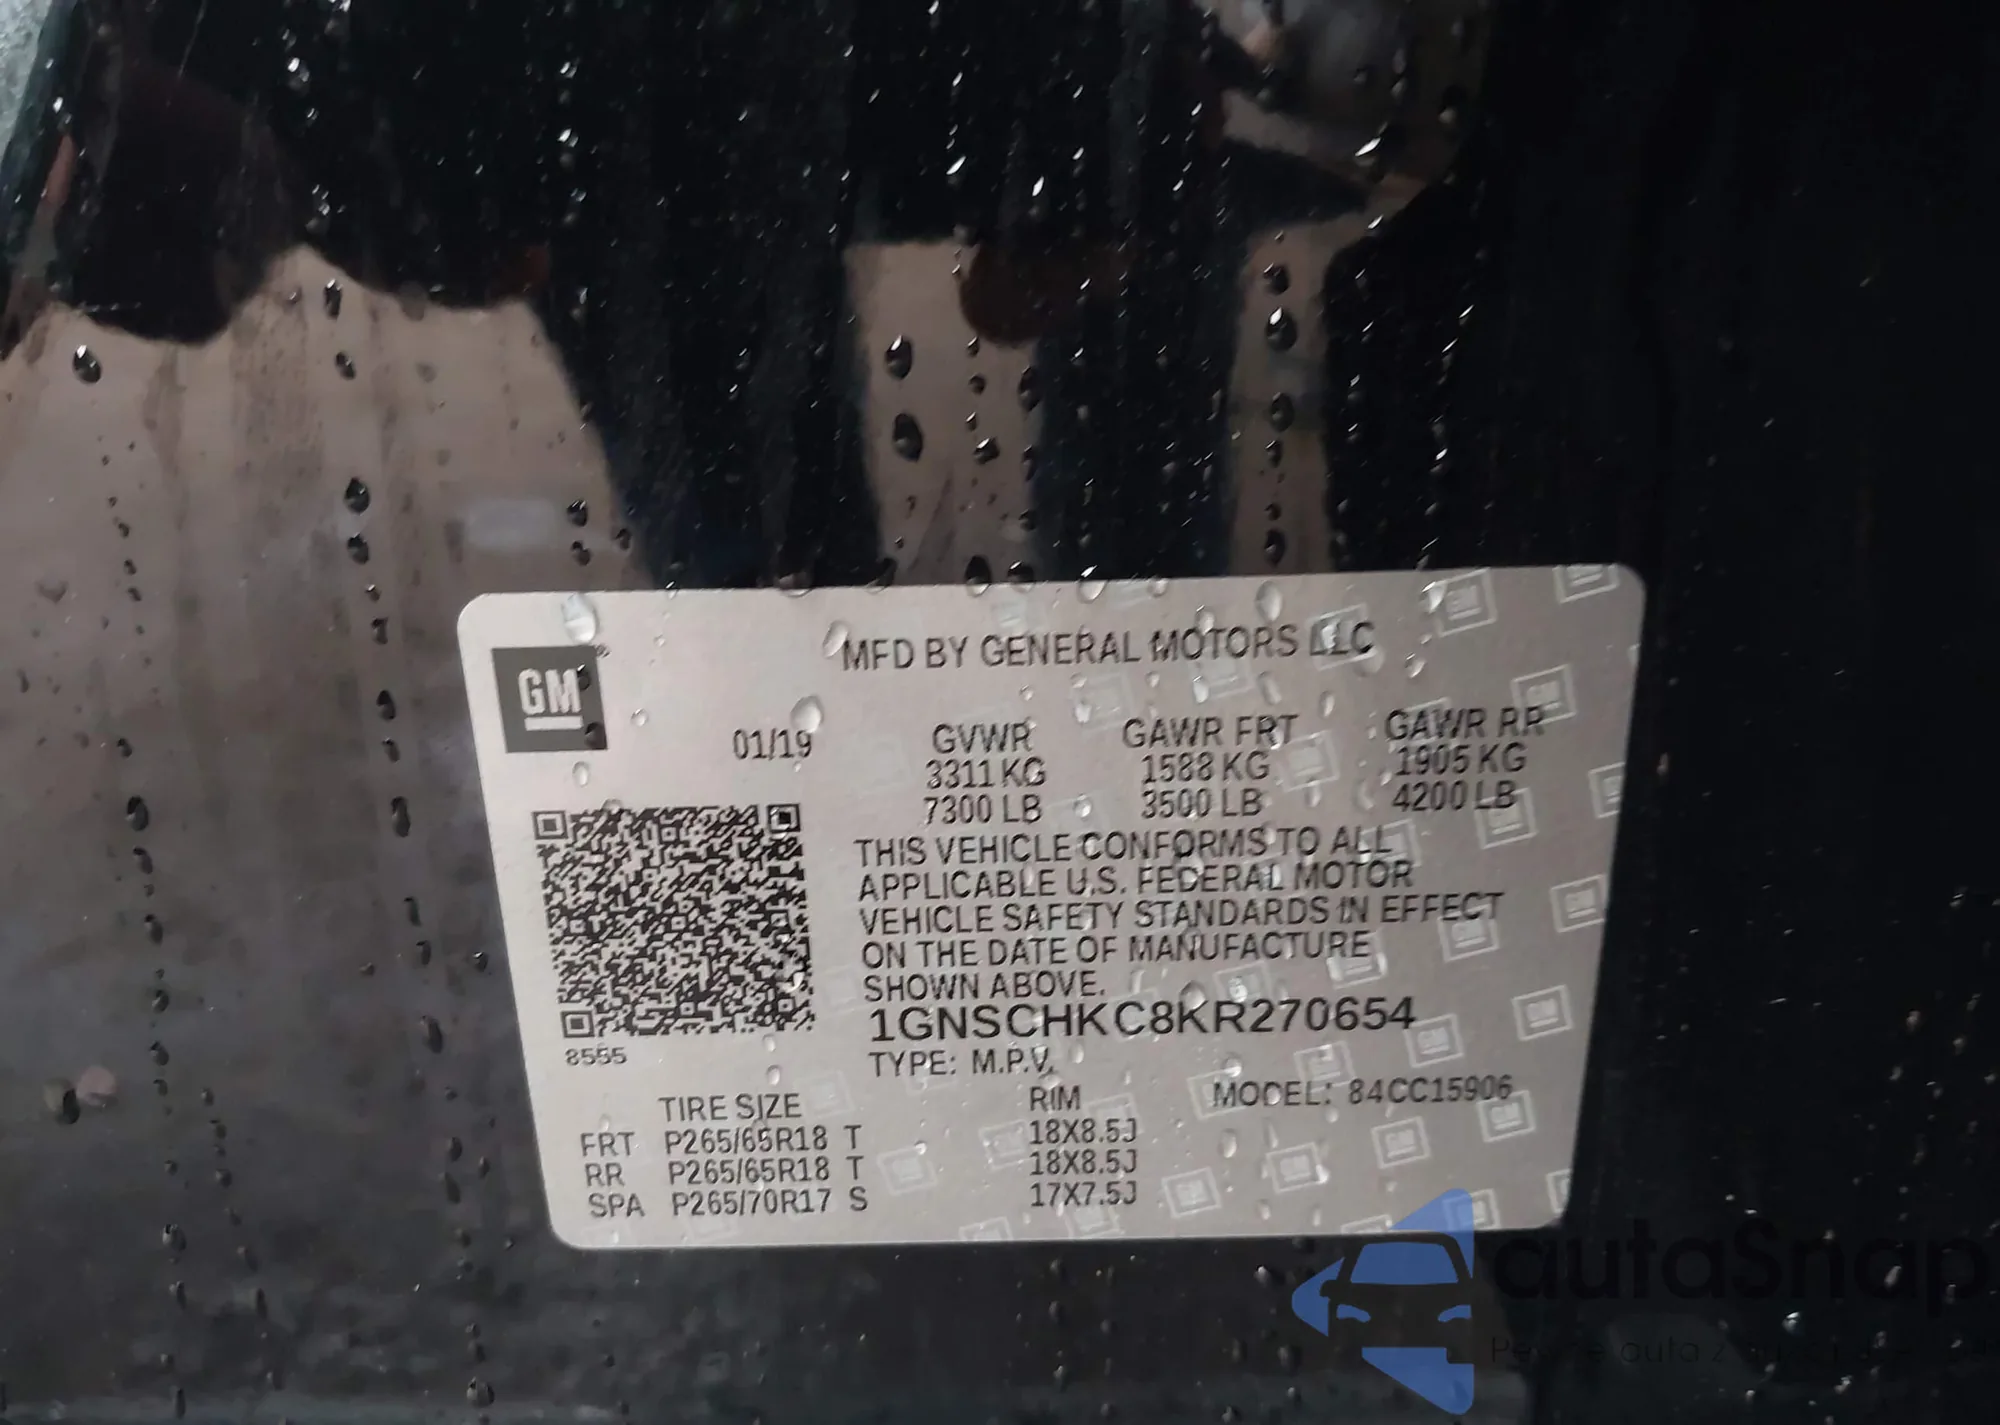 MFD BY GENERAL MOTORS LLC
GM
01/19 GVWR GAWR FRT GAWR RR
3311 KG 1588 KG 1905 KG
7300 LB 3500 LB 4200 LB
THIS VEHICLE CONFORMS TO ALL
APPLICABLE U.S. FEDERAL MOTOR
VEHICLE SAFETY STANDARDS IN EFFECT
ON THE DATE OF MANUFACTURE
SHOWN ABOVE.
1GNSCHKC8KR270654
8555
TYPE: M.P.V.
MODEL: 84CC15906
TIRE SIZE RIM
FRT P265/65R18 T 18X8.5J
RR P265/65R18 T 18X8.5J
SPA P265/70R17 S 17X7.5J
autaSnap
auta z